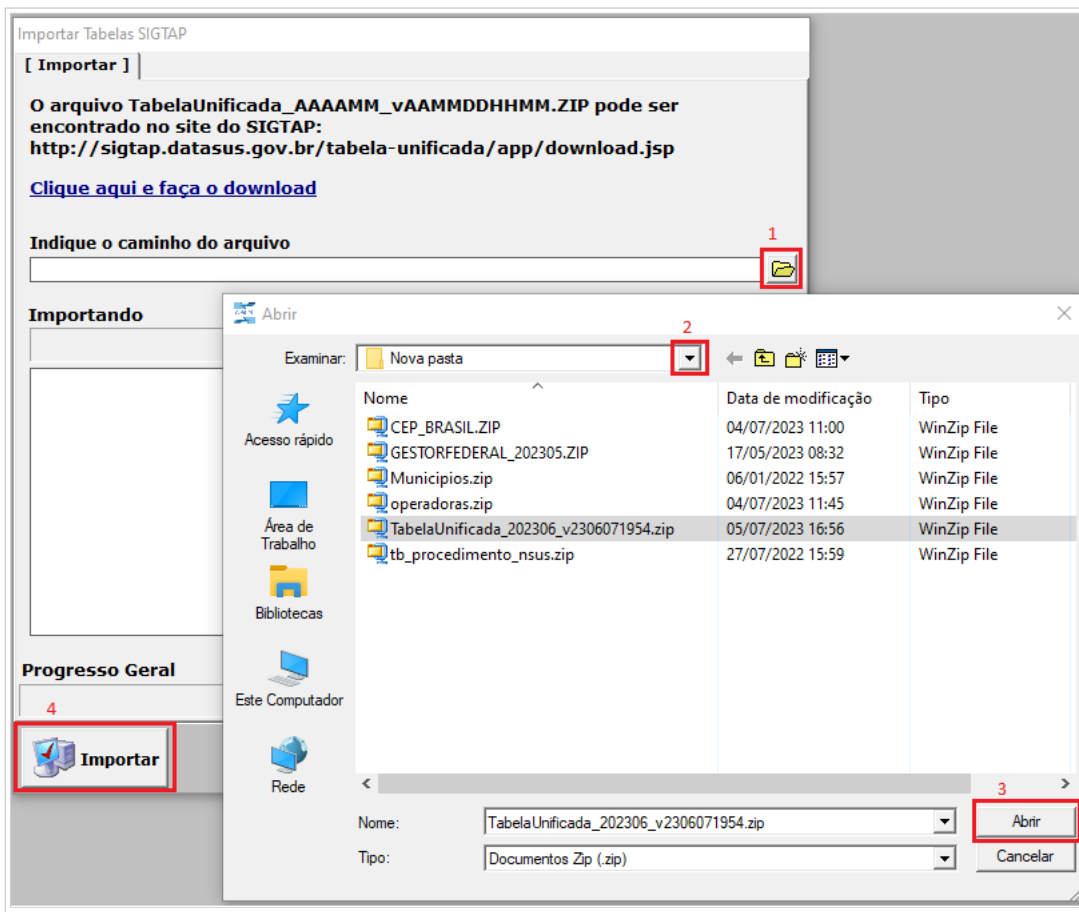 Importar Tabelas SIGTAP
[ Importar ]
O arquivo TabelaUnificada_AAAAMM_vAAMMDDHHMM.ZIP pode ser
encontrado no site do SIGTAP:
http://sigtap.datasus.gov.br/tabela-unificada/app/download.jsp
Clique aqui e faça o download
Indique o caminho do arquivo
1
Importando
Abrir
2
Examinar: Nova pasta
Nome Data de modificação Tipo
CEP_BRASIL.ZIP 04/07/2023 11:00 WinZip File
GESTORFEDERAL_202305.ZIP 17/05/2023 08:32 WinZip File
Municipios.zip 06/01/2022 15:57 WinZip File
operadoras.zip 04/07/2023 11:45 WinZip File
TabelaUnificada_202306_v2306071954.zip 05/07/2023 16:56 WinZip File
tb_procedimento_nsus.zip 27/07/2022 15:59 WinZip File
Acesso rápido
Área de
Trabalho
Bibliotecas
Este Computador
Rede
Progresso Geral
4
Importar
3
Nome: TabelaUnificada_202306_v2306071954.zip Abrir
Tipo: Documentos Zip (.zip) Cancelar